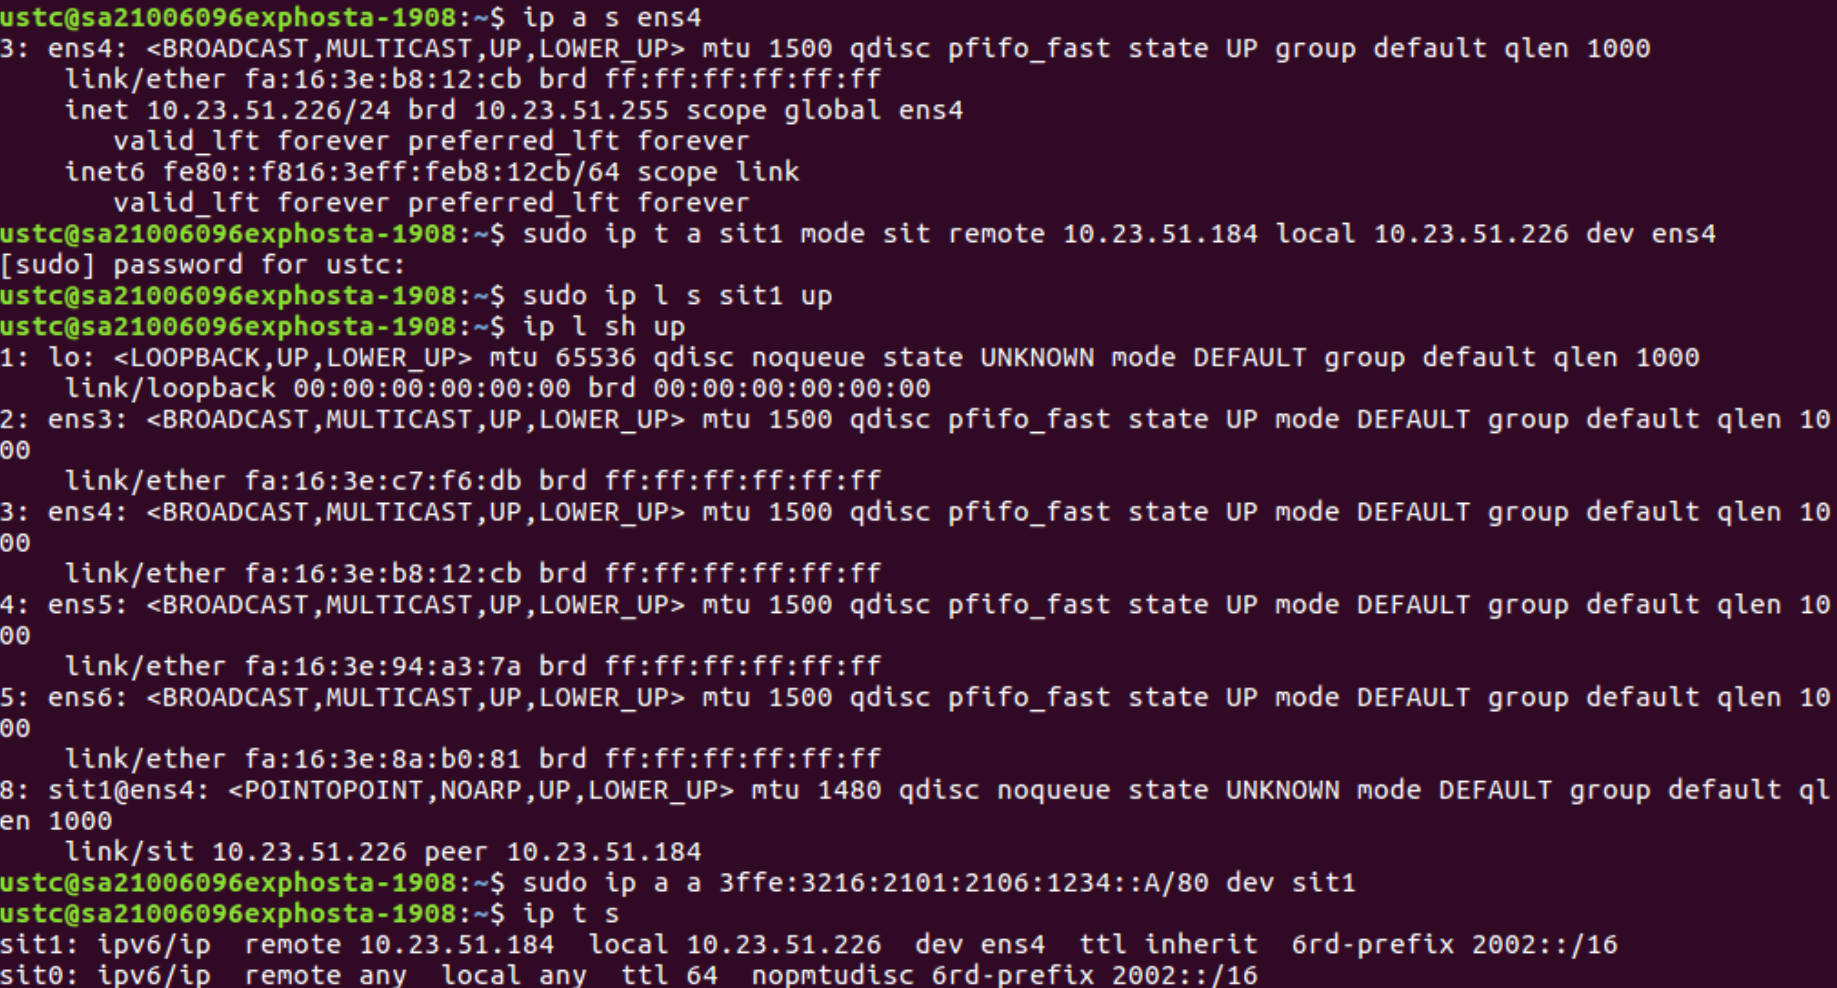 ustc@sa21006096exphosta-1908:~$ ip a s ens4
3: ens4: <BROADCAST,MULTICAST,UP,LOWER_UP> mtu 1500 qdisc pfifo_fast state UP group default qlen 1000
    link/ether fa:16:3e:b8:12:cb brd ff:ff:ff:ff:ff:ff
    inet 10.23.51.226/24 brd 10.23.51.255 scope global ens4
       valid_lft forever preferred_lft forever
    inet6 fe80::f816:3eff:feb8:12cb/64 scope link
       valid_lft forever preferred_lft forever
ustc@sa21006096exphosta-1908:~$ sudo ip t a sit1 mode sit remote 10.23.51.184 local 10.23.51.226 dev ens4
[sudo] password for ustc:
ustc@sa21006096exphosta-1908:~$ sudo ip l s sit1 up
ustc@sa21006096exphosta-1908:~$ ip l sh up
1: lo: <LOOPBACK,UP,LOWER_UP> mtu 65536 qdisc noqueue state UNKNOWN mode DEFAULT group default qlen 1000
    link/loopback 00:00:00:00:00:00 brd 00:00:00:00:00:00
2: ens3: <BROADCAST,MULTICAST,UP,LOWER_UP> mtu 1500 qdisc pfifo_fast state UP mode DEFAULT group default qlen 10
00
    link/ether fa:16:3e:c7:f6:db brd ff:ff:ff:ff:ff:ff
3: ens4: <BROADCAST,MULTICAST,UP,LOWER_UP> mtu 1500 qdisc pfifo_fast state UP mode DEFAULT group default qlen 10
00
    link/ether fa:16:3e:b8:12:cb brd ff:ff:ff:ff:ff:ff
4: ens5: <BROADCAST,MULTICAST,UP,LOWER_UP> mtu 1500 qdisc pfifo_fast state UP mode DEFAULT group default qlen 10
00
    link/ether fa:16:3e:94:a3:7a brd ff:ff:ff:ff:ff:ff
5: ens6: <BROADCAST,MULTICAST,UP,LOWER_UP> mtu 1500 qdisc pfifo_fast state UP mode DEFAULT group default qlen 10
00
    link/ether fa:16:3e:8a:b0:81 brd ff:ff:ff:ff:ff:ff
8: sit1@ens4: <POINTOPOINT,NOARP,UP,LOWER_UP> mtu 1480 qdisc noqueue state UNKNOWN mode DEFAULT group default ql
en 1000
    link/sit 10.23.51.226 peer 10.23.51.184
ustc@sa21006096exphosta-1908:~$ sudo ip a a 3ffe:3216:2101:2106:1234::A/80 dev sit1
ustc@sa21006096exphosta-1908:~$ ip t s
sit1: ipv6/ip  remote 10.23.51.184  local 10.23.51.226  dev ens4  ttl inherit  6rd-prefix 2002::/16
sit0: ipv6/ip  remote any  local any  ttl 64  nopmtudisc 6rd-prefix 2002::/16